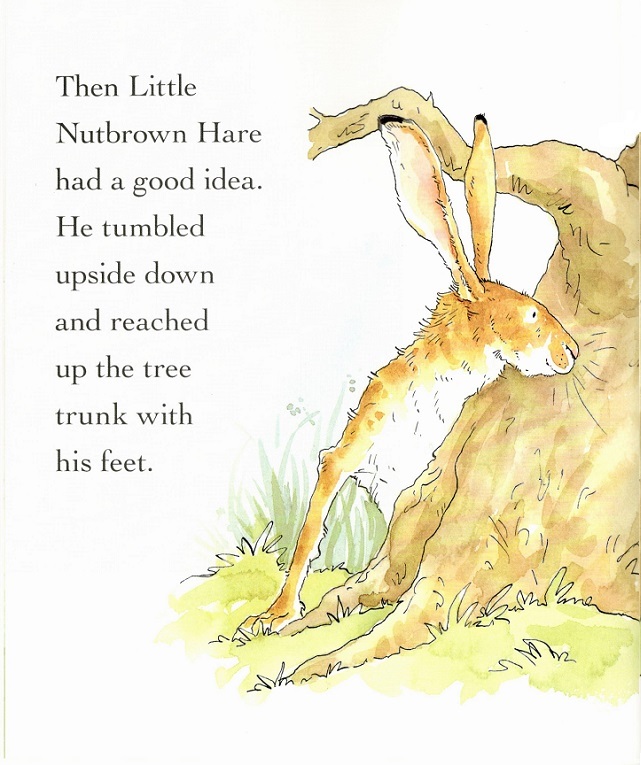 Then Little
Nutbrown Hare
had a good idea.
He tumbled
upside down
and reached
up the tree
trunk with
his feet.